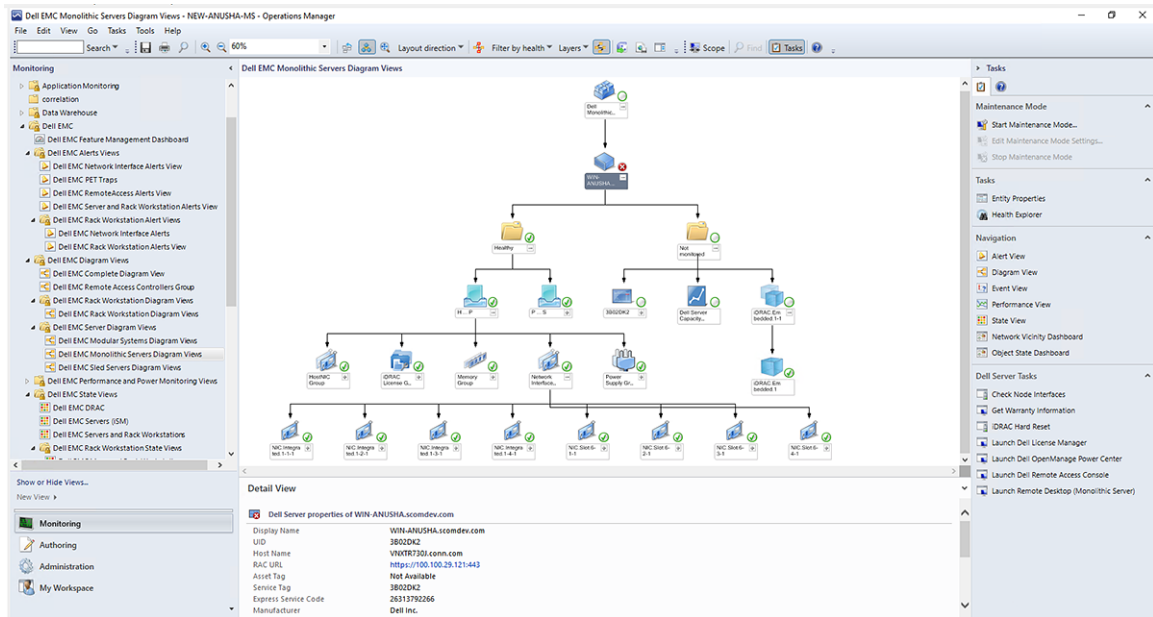 Dell EMC Monolithic Servers Diagram Views - NEW-ANUSHA-MS - Operations Manager
File Edit View Go Tasks Tools Help
Search 60% Layout direction Filter by health Layers Scope Find Tasks
Monitoring
Application Monitoring
correlation
Data Warehouse
Dell EMC
Dell EMC Feature Management Dashboard
Dell EMC Alerts Views
Dell EMC Network Interface Alerts View
Dell EMC PET Traps
Dell EMC RemoteAccess Alerts View
Dell EMC Server and Rack Workstation Alerts View
Dell EMC Rack Workstation Alert Views
Dell EMC Network Interface Alerts
Dell EMC Rack Workstation Alerts View
Dell EMC Diagram Views
Dell EMC Complete Diagram View
Dell EMC Remote Access Controllers Group
Dell EMC Rack Workstation Diagram Views
Dell EMC Rack Workstation Diagram Views
Dell EMC Server Diagram Views
Dell EMC Modular Systems Diagram Views
Dell EMC Monolithic Servers Diagram Views
Dell EMC Sled Servers Diagram Views
Dell EMC Performance and Power Monitoring Views
Dell EMC State Views
Dell EMC DRAC
Dell EMC Servers (iSM)
Dell EMC Servers and Rack Workstations
Dell EMC Rack Workstation State Views
Show or Hide Views...
New View
Monitoring
Authoring
Administration
My Workspace
Dell EMC Monolithic Servers Diagram Views
Dell
Monolithic...
WIN-
ANUSHA...
Healthy
Not
monitored
H... P
P ... S
3B02DK2
Dell Server
Capacity...
iDRAC.Em
bedded.1-1
HostNIC
Group
iDRAC
License G...
Memory
Group
Network
Interface...
Power
Supply Gr...
iDRAC.Em
bedded.1
NIC.Integra
ted.1-1-1
NIC.Integra
ted.1-2-1
NIC.Integra
ted.1-3-1
NIC.Integra
ted.1-4-1
NIC.Slot.6-
1-1
NIC.Slot.6-
2-1
NIC.Slot.6-
3-1
NIC.Slot.6-
4-1
Detail View
Dell Server properties of WIN-ANUSHA.scomdev.com
Display Name WIN-ANUSHA.scomdev.com
UID 3B02DK2
Host Name VNXTR730J.conn.com
RAC URL https://100.100.29.121:443
Asset Tag Not Available
Service Tag 3B02DK2
Express Service Code 26313792266
Manufacturer Dell Inc.
Tasks
Maintenance Mode
Start Maintenance Mode...
Edit Maintenance Mode Settings...
Stop Maintenance Mode
Tasks
Entity Properties
Health Explorer
Navigation
Alert View
Diagram View
Event View
Performance View
State View
Network Vicinity Dashboard
Object State Dashboard
Dell Server Tasks
Check Node Interfaces
Get Warranty Information
iDRAC Hard Reset
Launch Dell License Manager
Launch Dell OpenManage Power Center
Launch Dell Remote Access Console
Launch Remote Desktop (Monolithic Server)